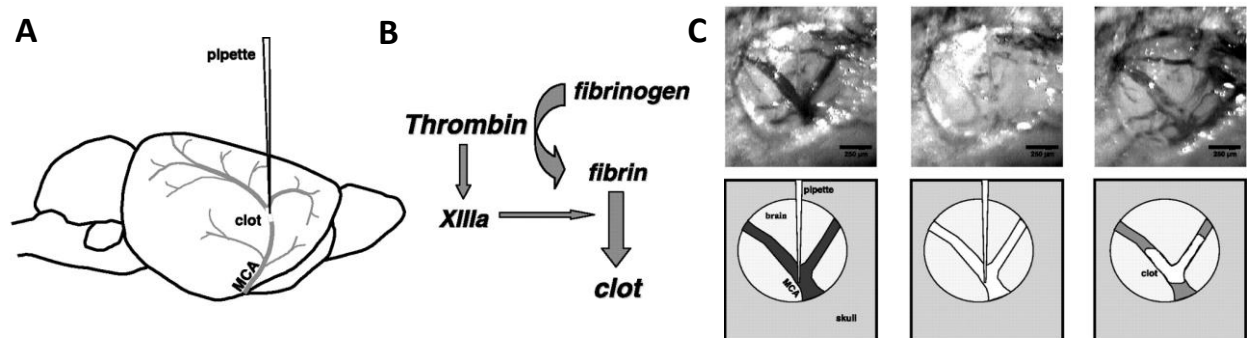 A
pipette
clot
MCA
B
fibrinogen
Thrombin
fibrin
XIIIa
clot
C
250 µm
250 µm
250 µm
pipette
brain
MCA
skull
clot